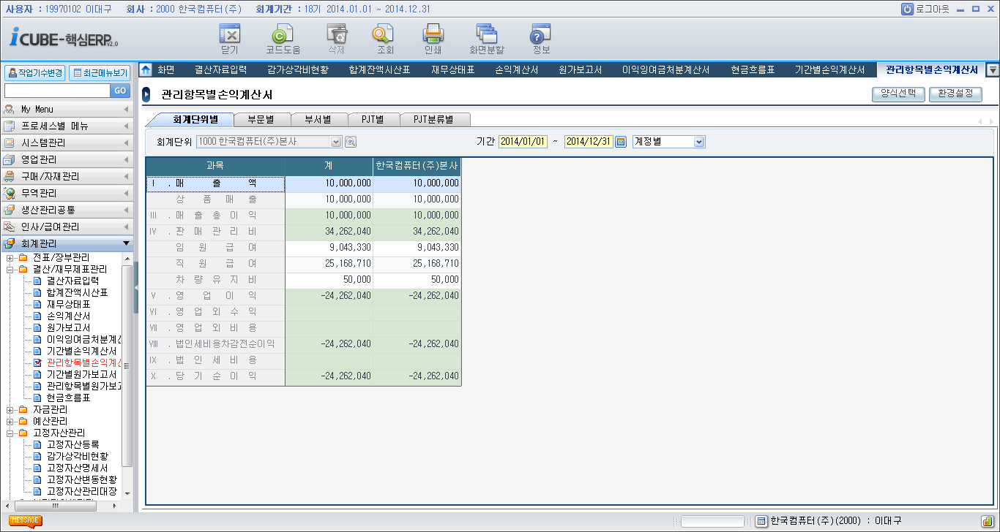 사용자 : 19970102 이대구 회사 : 2000 한국컴퓨터(주) 회계기간 : 18기 2014.01.01 ~ 2014.12.31 로그아웃
iCUBE-핵심ERP v2.0
닫기 코드도움 삭제 조회 인쇄 화면분할 정보
작업기수변경 최근메뉴보기
화면 결산자료입력 감가상각비현황 합계잔액시산표 재무상태표 손익계산서 원가보고서 이익잉여금처분계산서 현금흐름표 기간별손익계산서 관리항목별손익계산서
GO
관리항목별손익계산서 양식선택 환경설정
My Menu
프로세스별 메뉴
시스템관리
영업관리
구매/자재관리
무역관리
생산관리공통
인사/급여관리
회계관리
전표/장부관리
결산/재무제표관리
결산자료입력
합계잔액시산표
재무상태표
손익계산서
원가보고서
이익잉여금처분계산
기간별손익계산서
관리항목별손익계산
기간별원가보고서
관리항목별원가보고
현금흐름표
자금관리
예산관리
고정자산관리
고정자산등록
감가상각비현황
고정자산명세서
고정자산변동현황
고정자산관리대장
회계단위별 부문별 부서별 PJT별 PJT분류별
회계단위 1000 한국컴퓨터(주)본사 기간 2014/01/01 ~ 2014/12/31 계정별
과목 계 한국컴퓨터(주)본사
Ⅰ . 매 출 액 10,000,000 10,000,000
상 품 매 출 10,000,000 10,000,000
Ⅲ . 매 출 총 이 익 10,000,000 10,000,000
Ⅳ . 판 매 관 리 비 34,262,040 34,262,040
임 원 급 여 9,043,330 9,043,330
직 원 급 여 25,168,710 25,168,710
차 량 유 지 비 50,000 50,000
Ⅴ . 영 업 이 익 -24,262,040 -24,262,040
Ⅵ . 영 업 외 수 익
Ⅶ . 영 업 외 비 용
Ⅷ . 법인세비용차감전순이익 -24,262,040 -24,262,040
Ⅸ . 법 인 세 비 용
Ⅹ . 당 기 순 이 익 -24,262,040 -24,262,040
MESSAGE
한국컴퓨터(주)(2000) : 이대구